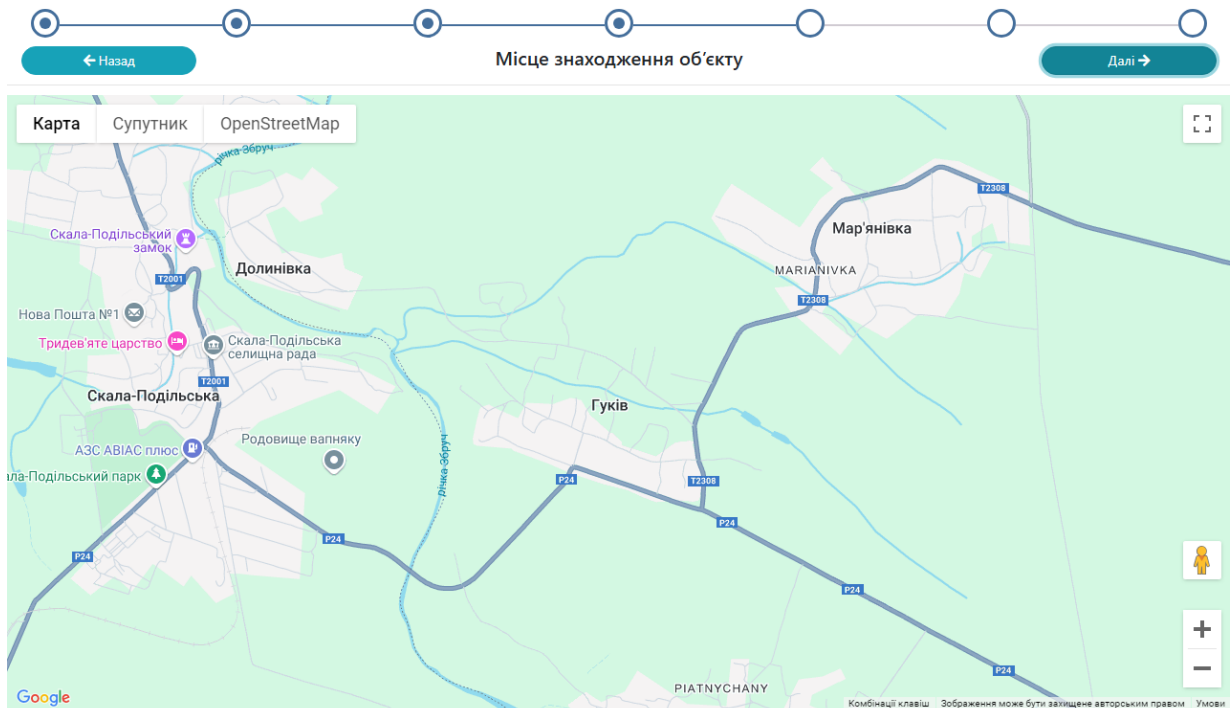 Назад
Місце знаходження об’єкту
Далі
Карта
Супутник
OpenStreetMap
річка Збруч
T2308
Скала-Подільський
замок
Мар'янівка
Долинівка
MARIANIVKA
T2001
T2308
Нова Пошта №1
Тридев'яте царство
Скала-Подільська
селищна рада
T2001
Скала-Подільська
Гуків
Родовище вапняку
АЗС АВІАС плюс
річка Збруч
ала-Подільський парк
P24
T2308
P24
P24
P24
P24
P24
PIATNYCHANY
Google
Комбінації клавіш
Зображення може бути захищене авторським правом
Умови